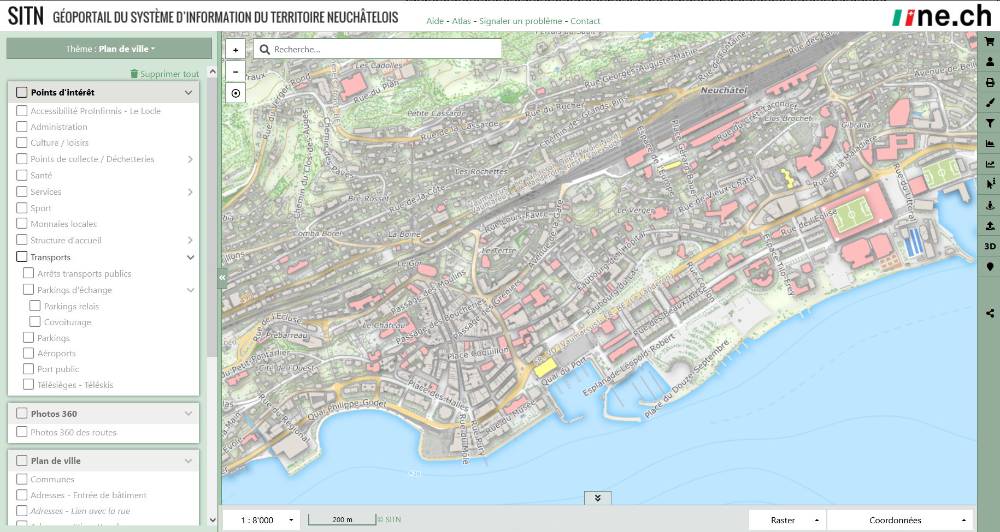 SITN GÉOPORTAIL DU SYSTÈME D'INFORMATION DU TERRITOIRE NEUCHÂTELOIS
Aide - Atlas - Signaler un problème - Contact
ne.ch
Thème : Plan de ville
Supprimer tout
Points d'intérêt
Accessibilité ProInfirmis - Le Locle
Administration
Culture / loisirs
Points de collecte / Déchetteries
Santé
Services
Sport
Monnaies locales
Structure d'accueil
Transports
Arrêts transports publics
Parkings d'échange
Parkings relais
Covoiturage
Parkings
Aéroports
Port public
Télésièges - Téléskis
Photos 360
Photos 360 des routes
Plan de ville
Communes
Adresses - Entrée de bâtiment
Adresses - Lien avec la rue
+
Recherche...
−
Pertuis du Sault
Les Cadolles
Rue du Plan
Rue du Verger-Rond
Petite Cassarde
Rue de la Cassarde
Rue Georges-Auguste-Matile
Rue de Fontaine
Rue des Fa
Avenue de Belle
Neuchâtel
Rue du Rocher
Chemin des Grands-Pins
Rue du Crêt-Taconnet
Clos Brochet
Gibraltar
Chemin du Clos-des-Anges
Chemin des Pavés
Les Rochettes
Vaumarcus - Le Landeron Ouest (Voie Nord)
Vaumarcus - Le Landeron Ouest (Voie Sud)
Espace de l'Europe
Place Gérard Bauer
Rue de la Maladière
Rue du Littoral
Bré-Rosset
Rue de la Côte
Rue de Vieux-Châtel
Le Verger
Rue Louis-Favre
Avenue de la Gare
Comba Borel
La Boine
Le Tertre
Rue de l'Eglise
Espace Tilo-Frey
Le Gor
Passage des Moulins
Faubourg de l'Hôpital
Faubourg du Lac
Rue Coulon
Rue des Beaux-Arts
490
Passage des Boucheries
Passage des Greniers
Rue de l'Ecluse
Prébarreau
Le Château
FR. VD (Vaumarcus) - FR. BE (Le Landeron)
Place Coquillon
du Petit-Pontarlier
Cité de l'Ouest
Quai du Port
Esplanade Léopold-Robert
Place du Douze-Septembre
Place des Halles
Quai Philippe-Godet
Rue du Régional
Rue du Musée
Rue Pury
Rue du Môle
Evole
420
3D
1 : 8'000
200 m
© SITN
Raster
Coordonnées